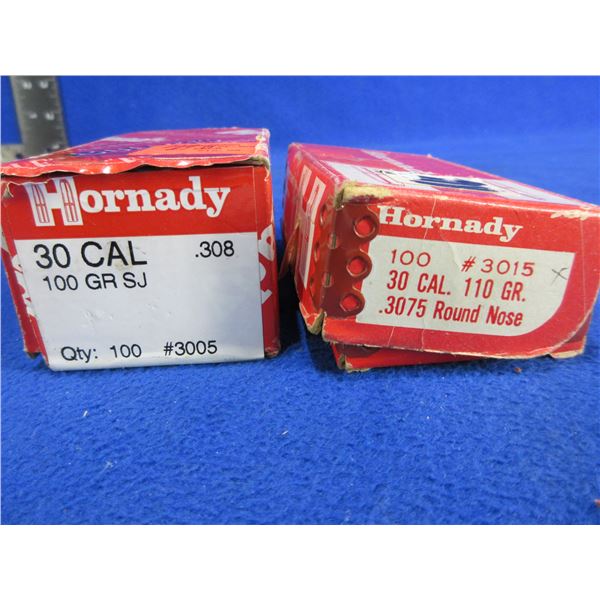 Hornady
30 CAL .308
100 GR SJ
Qty: 100 #3005
Hornady
100 #3015
30 CAL. 110 GR.
.3075 Round Nose